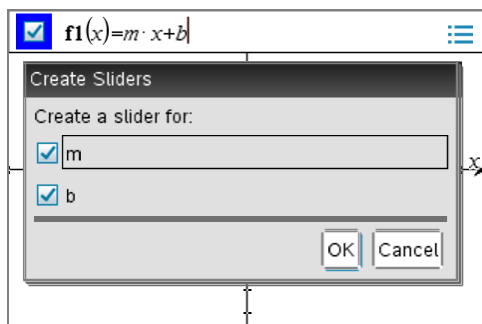 f1(x)=m· x+b
Create Sliders
Create a slider for:
m
x
b
OK Cancel